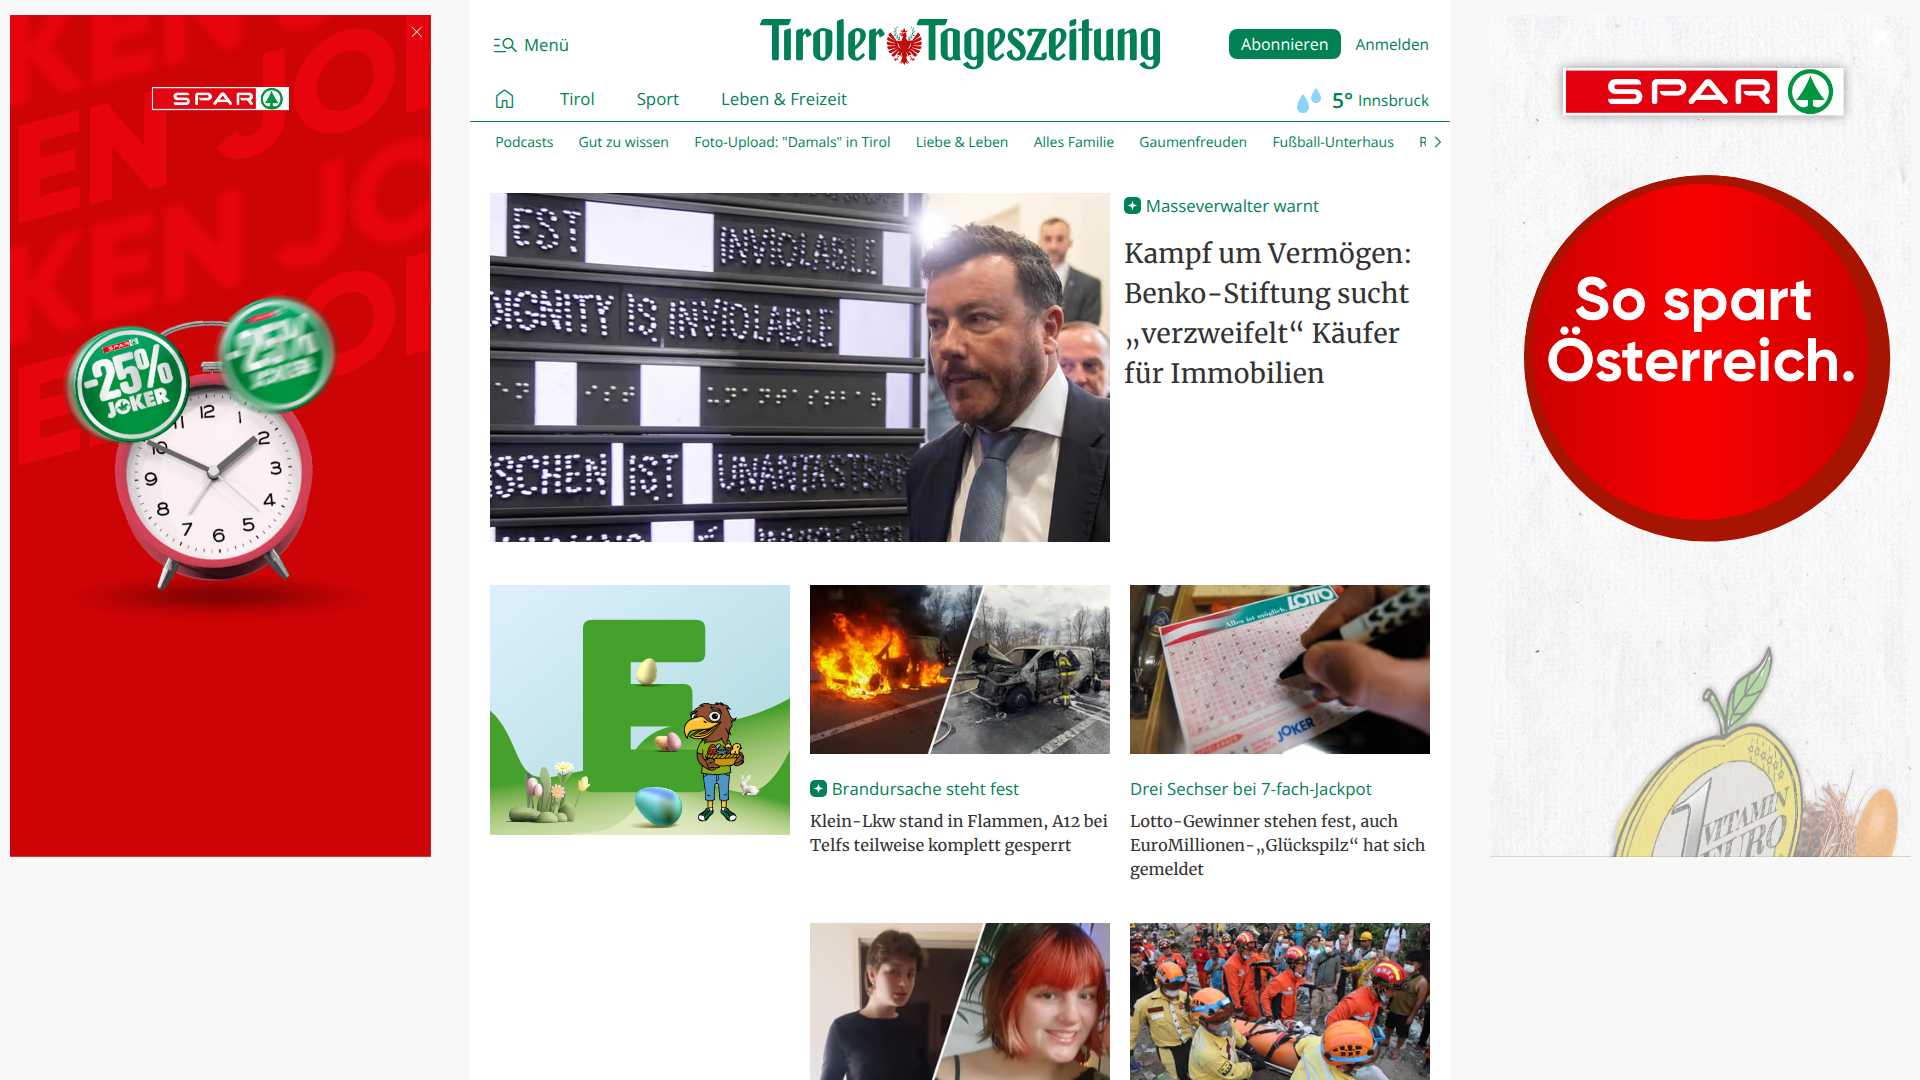 Menü
Tiroler Tageszeitung
Abonnieren
Anmelden
Tirol
Sport
Leben & Freizeit
5° Innsbruck
Podcasts
Gut zu wissen
Foto-Upload: "Damals" in Tirol
Liebe & Leben
Alles Familie
Gaumenfreuden
Fußball-Unterhaus
SPAR
-25%
JOKER
-25%
JOKER
12
1
2
3
4
5
6
7
8
9
10
11
EST
INVIOLABLE
DIGNITY IS INVIOLABLE
SCHEN IST
Masseverwalter warnt
Kampf um Vermögen:
Benko-Stiftung sucht
„verzweifelt“ Käufer
für Immobilien
E
Alles ist möglich. LOTTO
JOKER
Brandursache steht fest
Klein-Lkw stand in Flammen, A12 bei
Telfs teilweise komplett gesperrt
Drei Sechser bei 7-fach-Jackpot
Lotto-Gewinner stehen fest, auch
EuroMillionen-„Glückspilz“ hat sich
gemeldet
SPAR
So spart
Österreich.
1
VITAMIN
EURO